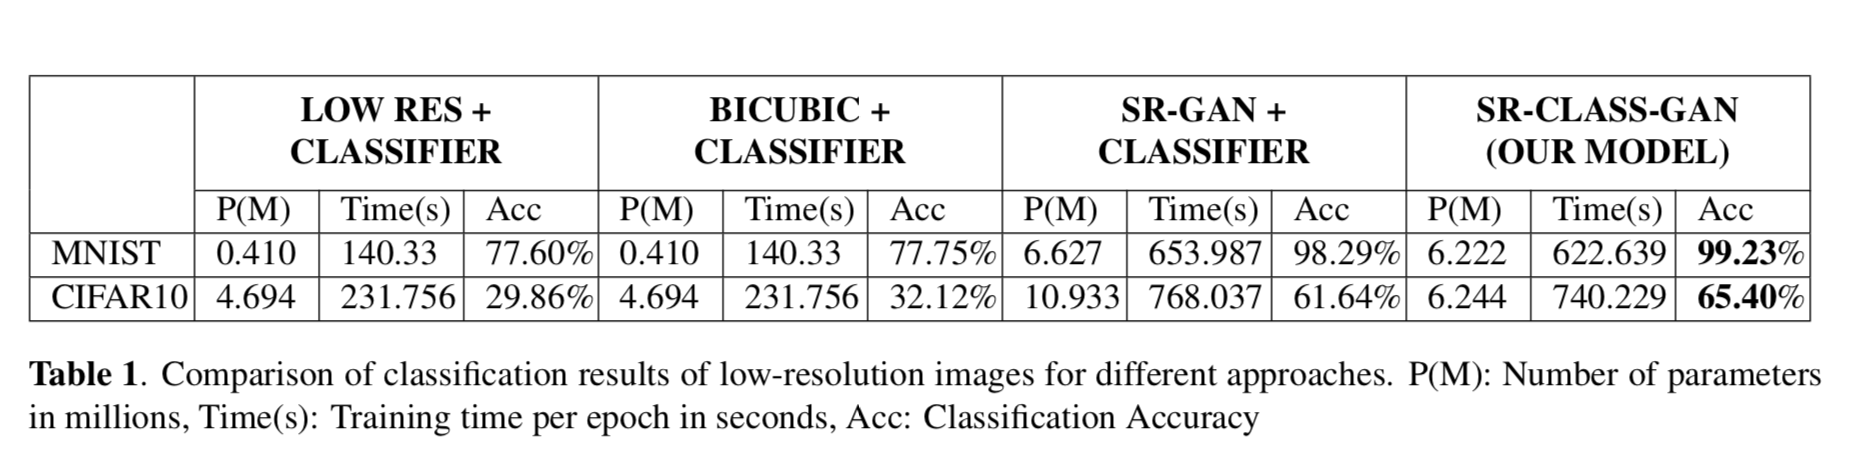 LOW RES + CLASSIFIER BICUBIC + CLASSIFIER SR-GAN + CLASSIFIER SR-CLASS-GAN (OUR MODEL)
P(M) Time(s) Acc P(M) Time(s) Acc P(M) Time(s) Acc P(M) Time(s) Acc
MNIST 0.410 140.33 77.60% 0.410 140.33 77.75% 6.627 653.987 98.29% 6.222 622.639 99.23%
CIFAR10 4.694 231.756 29.86% 4.694 231.756 32.12% 10.933 768.037 61.64% 6.244 740.229 65.40%
Table 1. Comparison of classification results of low-resolution images for different approaches. P(M): Number of parameters
in millions, Time(s): Training time per epoch in seconds, Acc: Classification Accuracy